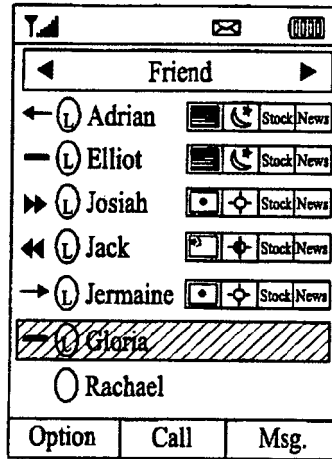 Friend
L Adrian Stock News
L Elliot Stock News
L Josiah Stock News
L Jack Stock News
L Jermaine Stock News
L Gloria
Rachael
Option Call Msg.